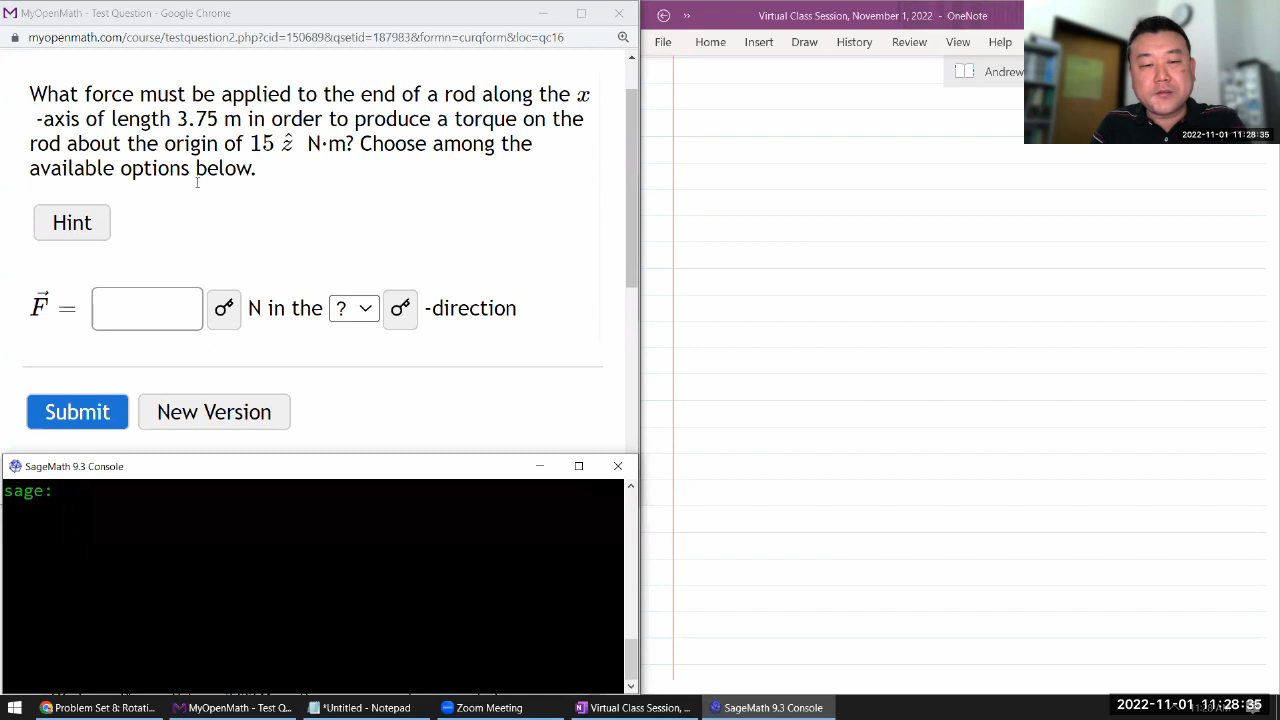 MyOpenMath - Test Question - Google Chrome
myopenmath.com/course/testquestion2.php?cid=150689&qsetid=187983&formn=curqform&loc=qc16
What force must be applied to the end of a rod along the x
-axis of length 3.75 m in order to produce a torque on the
rod about the origin of 15 ẑ N·m? Choose among the
available options below.
Hint
F⃗ = N in the ? -direction
Submit
New Version
SageMath 9.3 Console
sage:
Virtual Class Session, November 1, 2022 - OneNote
File Home Insert Draw History Review View Help
Andrew
2022-11-01 11:28:35
Problem Set & Rotati...
MyOpenMath - Test Q...
*Untitled - Notepad
Zoom Meeting
Virtual Class Session, ...
SageMath 9.3 Console
2022-11-01 11:28:35